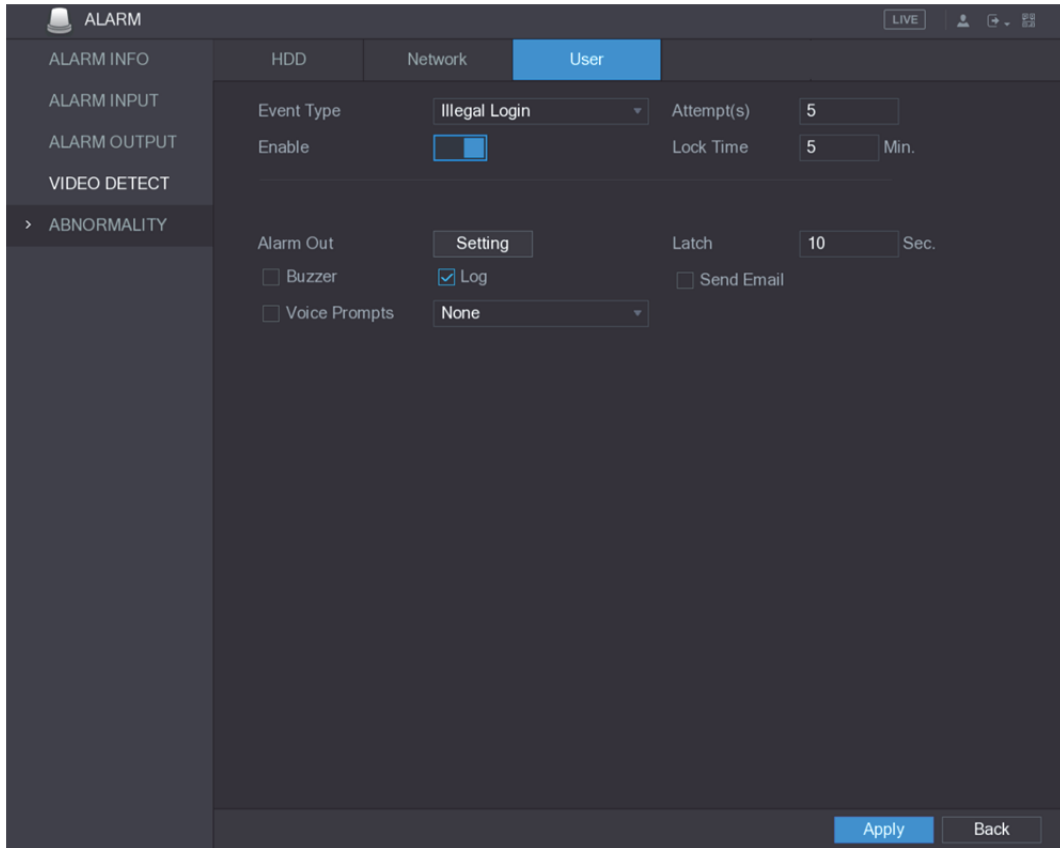 ALARM
LIVE
ALARM INFO
ALARM INPUT
ALARM OUTPUT
VIDEO DETECT
> ABNORMALITY
HDD Network User
Event Type Illegal Login Attempt(s) 5
Enable Lock Time 5 Min.
Alarm Out Setting Latch 10 Sec.
Buzzer Log Send Email
Voice Prompts None
Apply Back